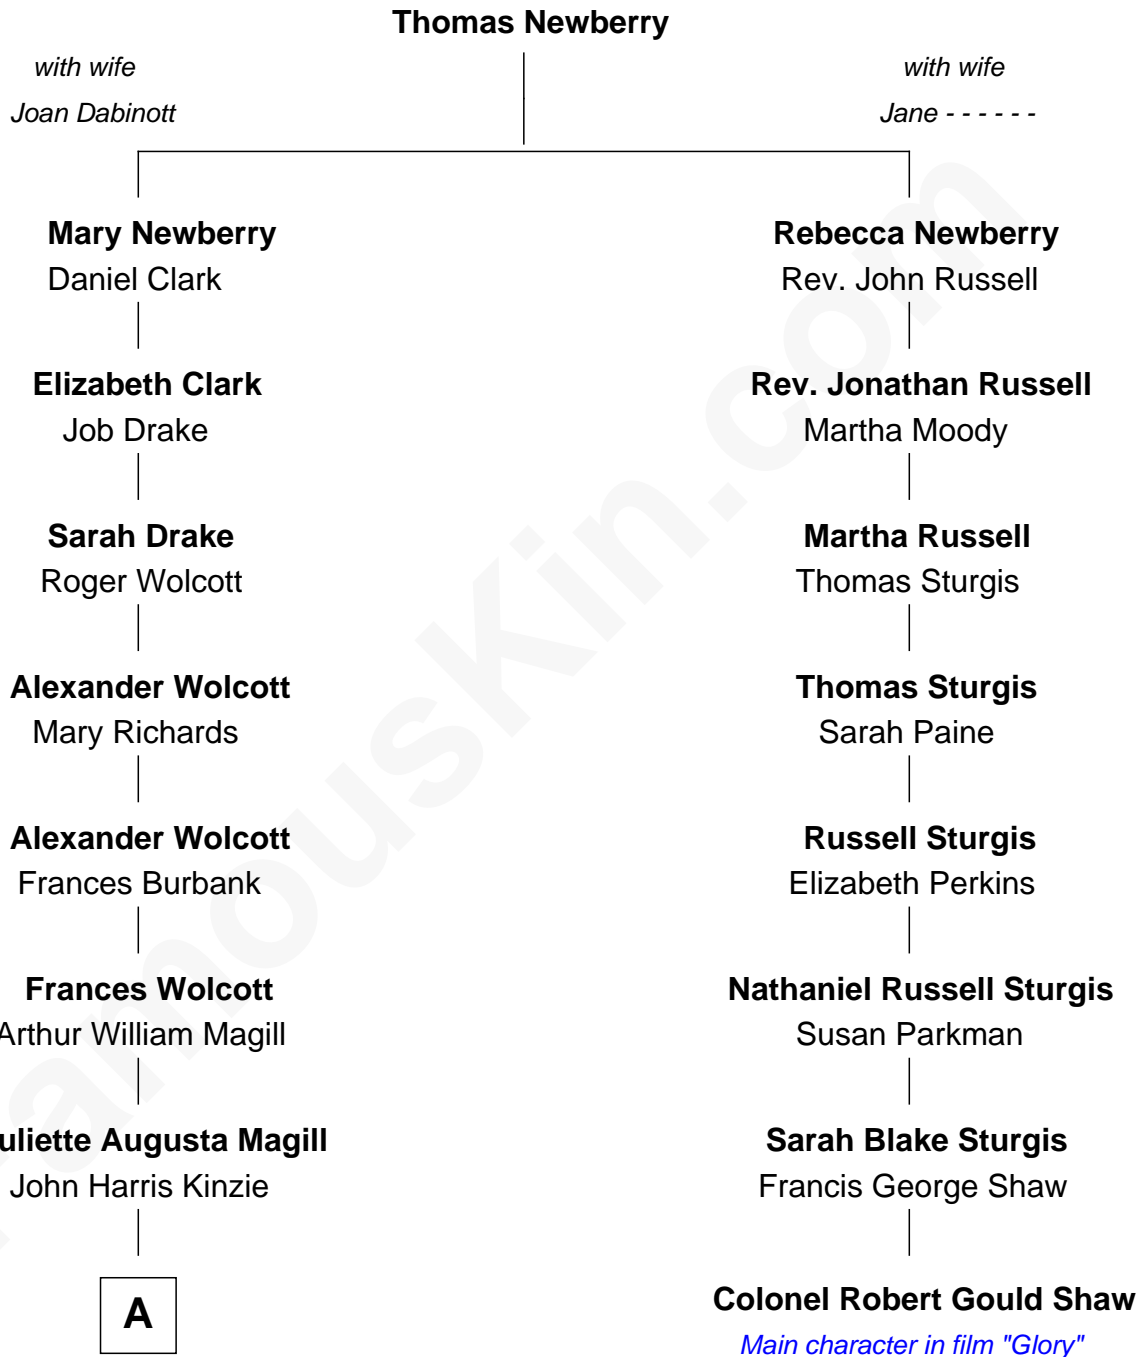 Thomas Newberry
with wife
Joan Dabinott
with wife
Jane - - - - - -
Mary Newberry
Daniel Clark
Rebecca Newberry
Rev. John Russell
Elizabeth Clark
Job Drake
Rev. Jonathan Russell
Martha Moody
Sarah Drake
Roger Wolcott
Martha Russell
Thomas Sturgis
Alexander Wolcott
Mary Richards
Thomas Sturgis
Sarah Paine
Alexander Wolcott
Frances Burbank
Russell Sturgis
Elizabeth Perkins
Frances Wolcott
Arthur William Magill
Nathaniel Russell Sturgis
Susan Parkman
uliette Augusta Magill
John Harris Kinzie
Sarah Blake Sturgis
Francis George Shaw
A
Colonel Robert Gould Shaw
Main character in film "Glory"
FamousKin.com